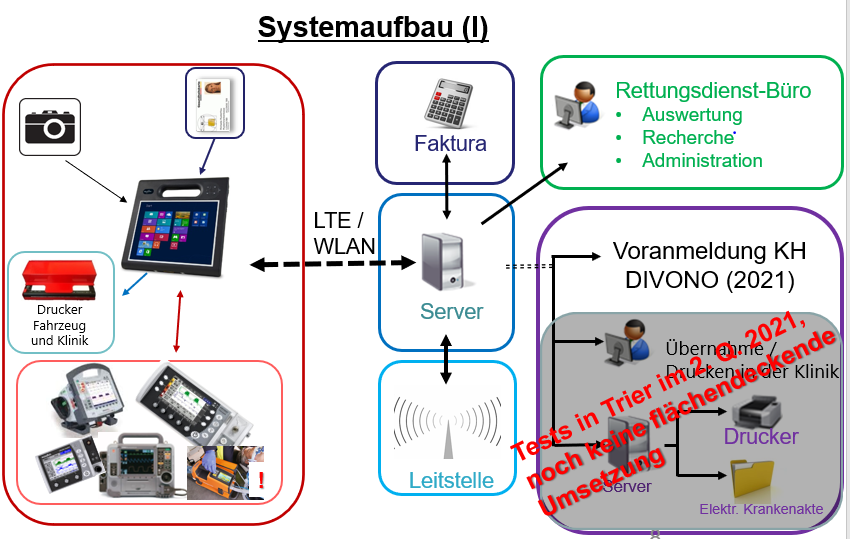 Systemaufbau (I)
Faktura
Rettungsdienst-Büro
• Auswertung
• Recherche
• Administration
LTE /
WLAN
Server
Voranmeldung KH
DIVONO (2021)
Drucker
Fahrzeug
und Klinik
Übernahme /
Drucken in der Klinik
Tests in Trier im 2. Q. 2021,
noch keine flächendeckende
Umsetzung
Drucker
Server
Elektr. Krankenakte
Leitstelle
!